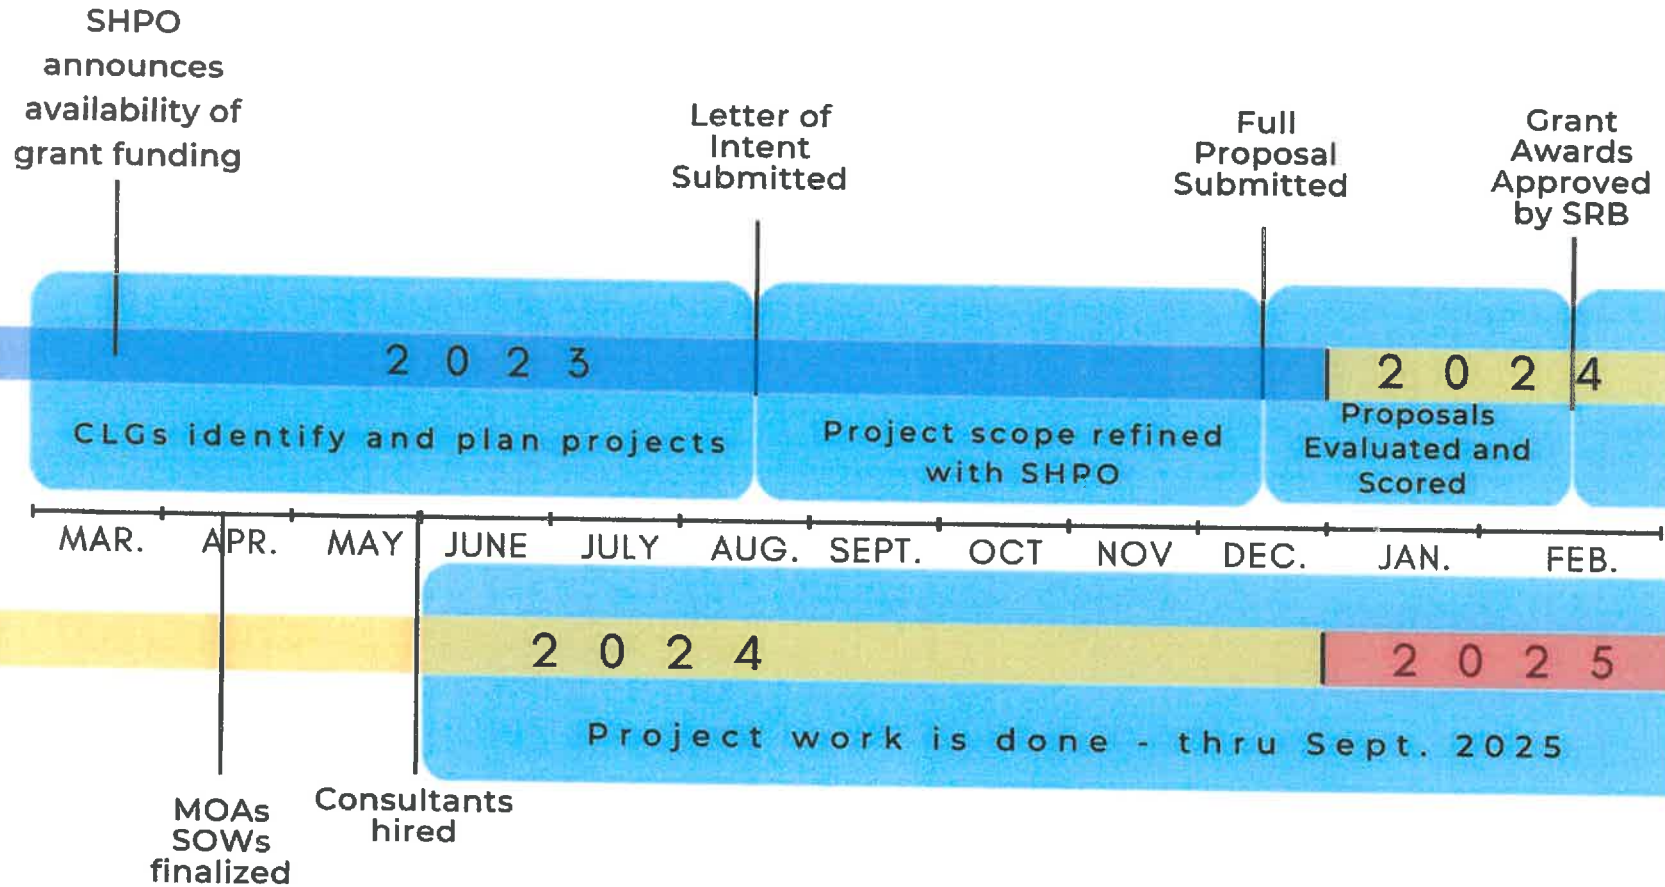 SHPO
announces
availability of
grant funding
Letter of
Intent
Submitted
Full
Proposal
Submitted
Grant
Awards
Approved
by SRB
2 0 2 3
2 0 2 4
CLGs identify and plan projects
Project scope refined
with SHPO
Proposals
Evaluated and
Scored
MAR. APR. MAY JUNE JULY AUG. SEPT. OCT NOV DEC. JAN. FEB.
2 0 2 4
2 0 2 5
Project work is done - thru Sept. 2025
MOAs
SOWs
finalized
Consultants
hired